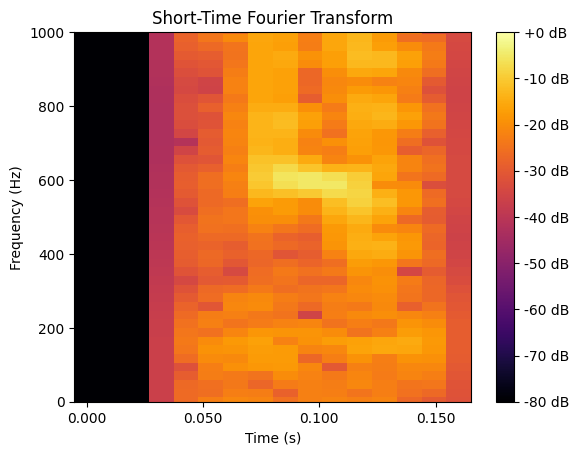 Short-Time Fourier Transform
1000
800
600
400
200
0
Frequency (Hz)
0.000
0.050
0.100
0.150
Time (s)
+0 dB
-10 dB
-20 dB
-30 dB
-40 dB
-50 dB
-60 dB
-70 dB
-80 dB